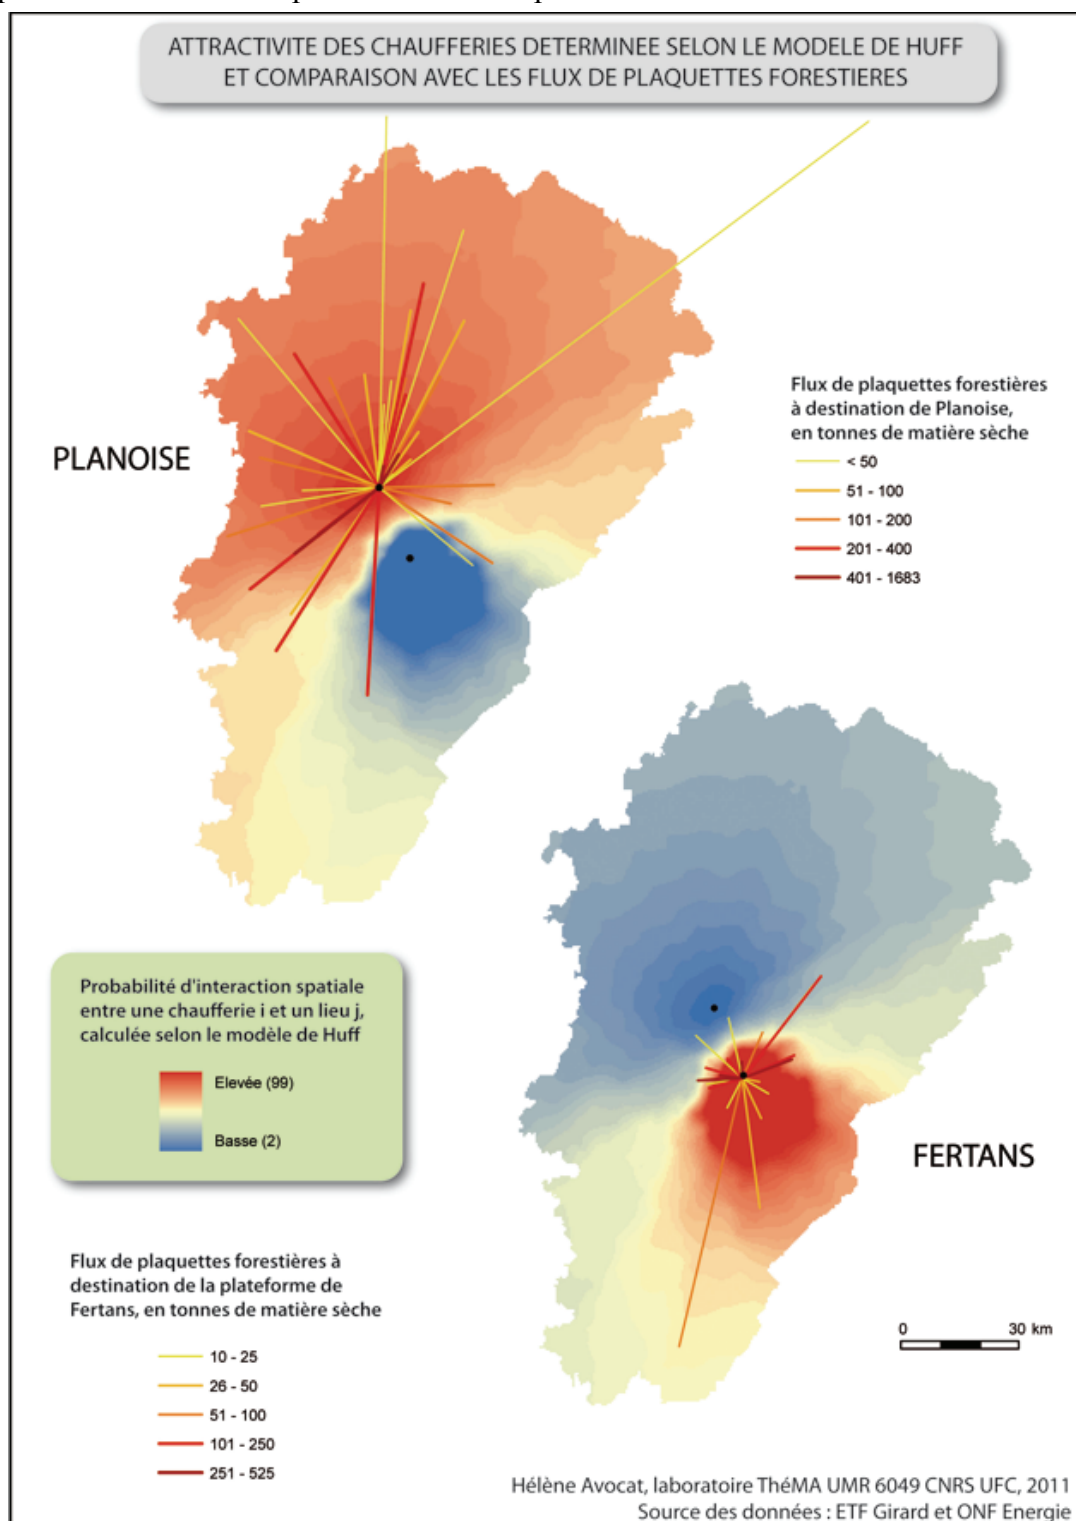 ATTRACTIVITE DES CHAUFFERIES DETERMINEE SELON LE MODELE DE HUFF
ET COMPARAISON AVEC LES FLUX DE PLAQUETTES FORESTIERES
PLANOISE
Flux de plaquettes forestières
à destination de Planoise,
en tonnes de matière sèche
< 50
51 - 100
101 - 200
201 - 400
401 - 1683
Probabilité d'interaction spatiale
entre une chaufferie i et un lieu j,
calculée selon le modèle de Huff
Elevée (99)
Basse (2)
FERTANS
Flux de plaquettes forestières à
destination de la plateforme de
Fertans, en tonnes de matière sèche
10 - 25
26 - 50
51 - 100
101 - 250
251 - 525
0 30 km
Hélène Avocat, laboratoire ThéMA UMR 6049 CNRS UFC, 2011
Source des données : ETF Girard et ONF Energie